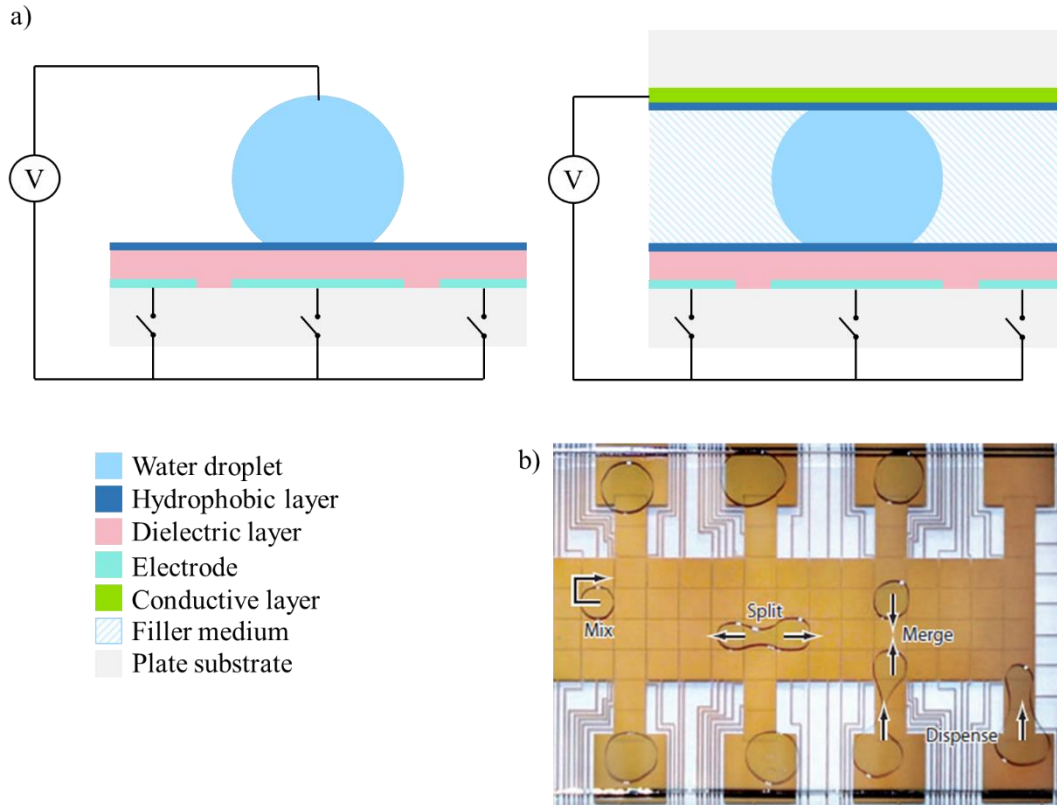 a)
V
V
Water droplet
Hydrophobic layer
Dielectric layer
Electrode
Conductive layer
Filler medium
Plate substrate
b)
Mix
Split
Merge
Dispense